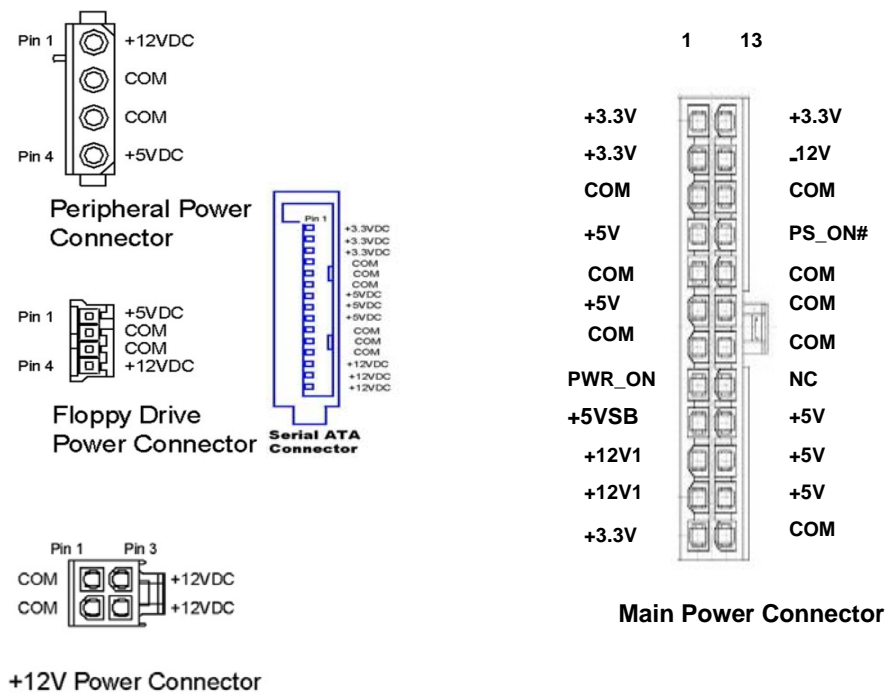 Pin 1 +12VDC
COM
COM
Pin 4 +5VDC
Peripheral Power
Connector
Pin 1 +5VDC
COM
COM
Pin 4 +12VDC
Floppy Drive
Power Connector
Pin 1
+3.3VDC
+3.3VDC
+3.3VDC
COM
COM
COM
+5VDC
+5VDC
+5VDC
COM
COM
COM
+12VDC
+12VDC
+12VDC
Serial ATA
Connector
Pin 1 Pin 3
COM +12VDC
COM +12VDC
+12V Power Connector
1 13
+3.3V +3.3V
+3.3V -12V
COM COM
+5V PS_ON#
COM COM
+5V COM
COM COM
PWR_ON NC
+5VSB +5V
+12V1 +5V
+12V1 +5V
+3.3V COM
Main Power Connector